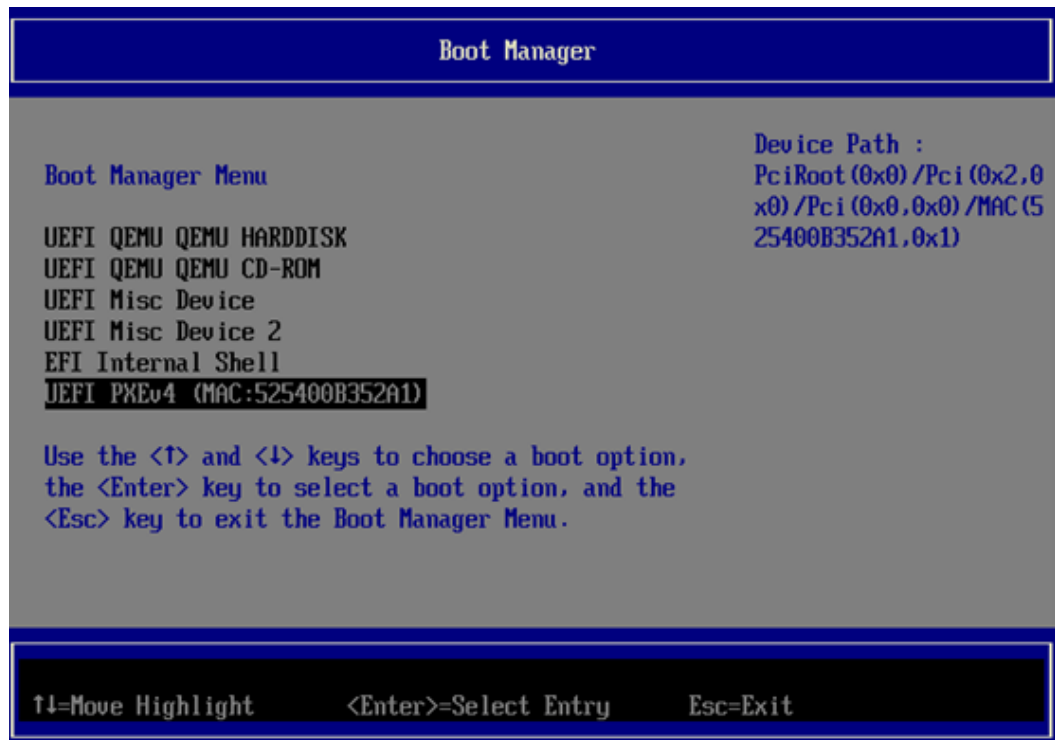 Boot Manager
Boot Manager Menu
UEFI QEMU QEMU HARDDISK
UEFI QEMU QEMU CD-ROM
UEFI Misc Device
UEFI Misc Device 2
EFI Internal Shell
UEFI PXEv4 (MAC:525400B352A1)
Use the <↑> and <↓> keys to choose a boot option,
the <Enter> key to select a boot option, and the
<Esc> key to exit the Boot Manager Menu.
Device Path :
PciRoot(0x0)/Pci(0x2,0
x0)/Pci(0x0,0x0)/MAC(5
25400B352A1,0x1)
↑↓=Move Highlight <Enter>=Select Entry Esc=Exit